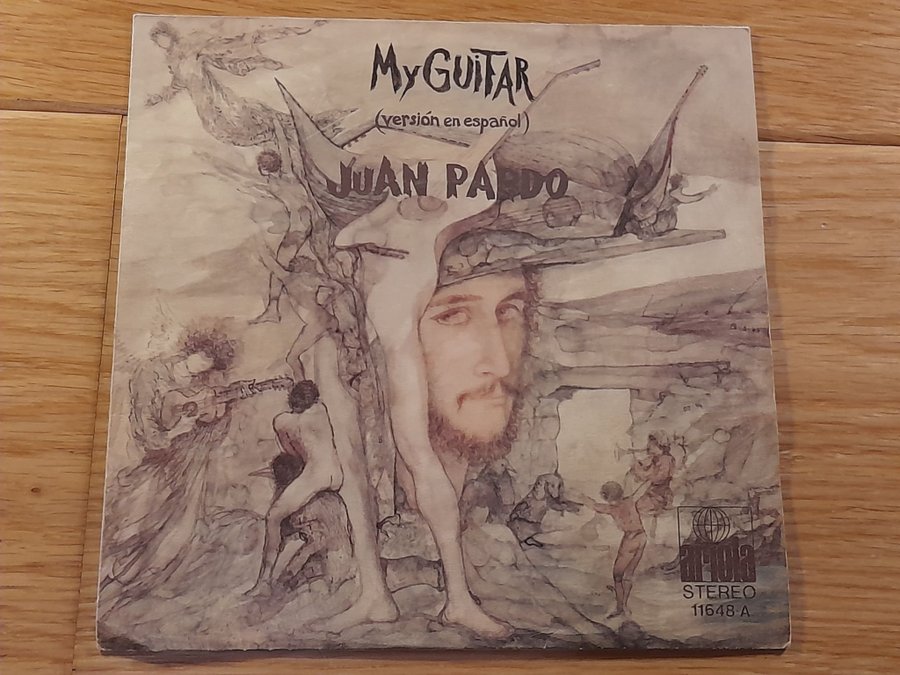 My GUiTAR
(versión en español)
JUAN PARDO
ariola
STEREO
11648-A